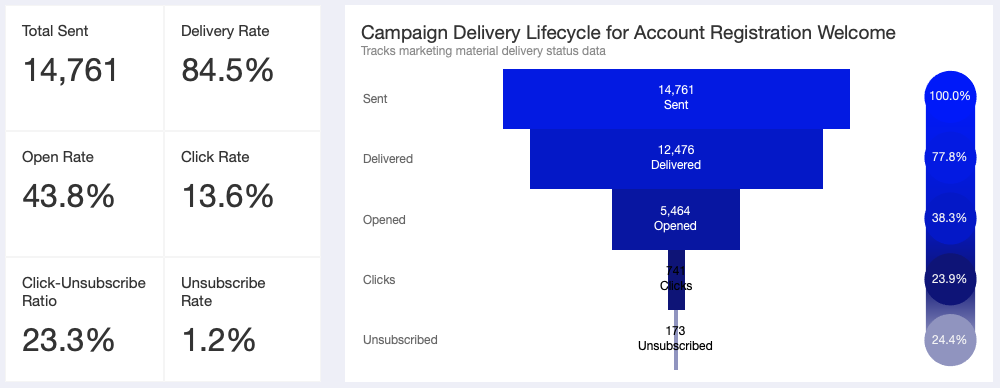 Total Sent
14,761
Delivery Rate
84.5%
Open Rate
43.8%
Click Rate
13.6%
Click-Unsubscribe
Ratio
23.3%
Unsubscribe
Rate
1.2%
Campaign Delivery Lifecycle for Account Registration Welcome
Tracks marketing material delivery status data
Sent
14,761
Sent
100.0%
Delivered
12,476
Delivered
77.8%
Opened
5,464
Opened
38.3%
Clicks
741
Clicks
23.9%
Unsubscribed
173
Unsubscribed
24.4%